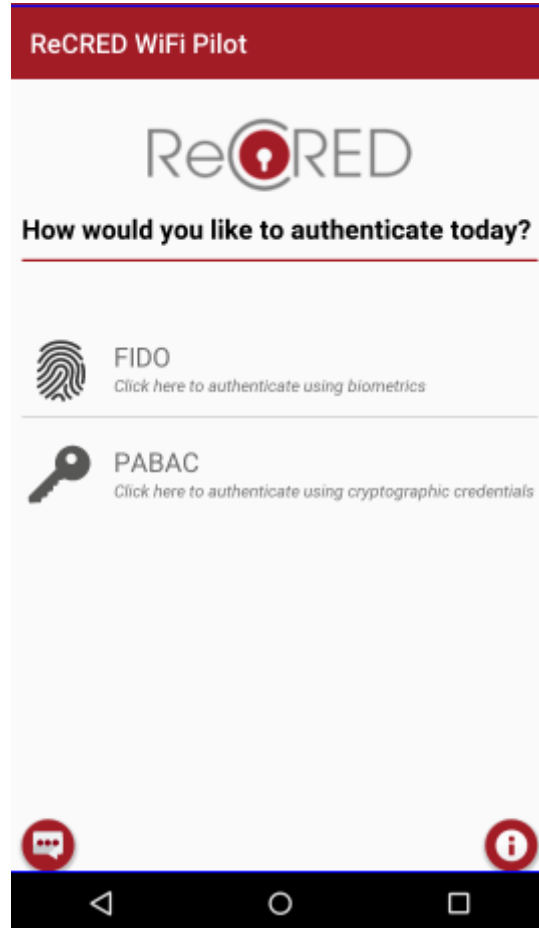 ReCRED WiFi Pilot
ReCRED
How would you like to authenticate today?
FIDO
Click here to authenticate using biometrics
PABAC
Click here to authenticate using cryptographic credentials